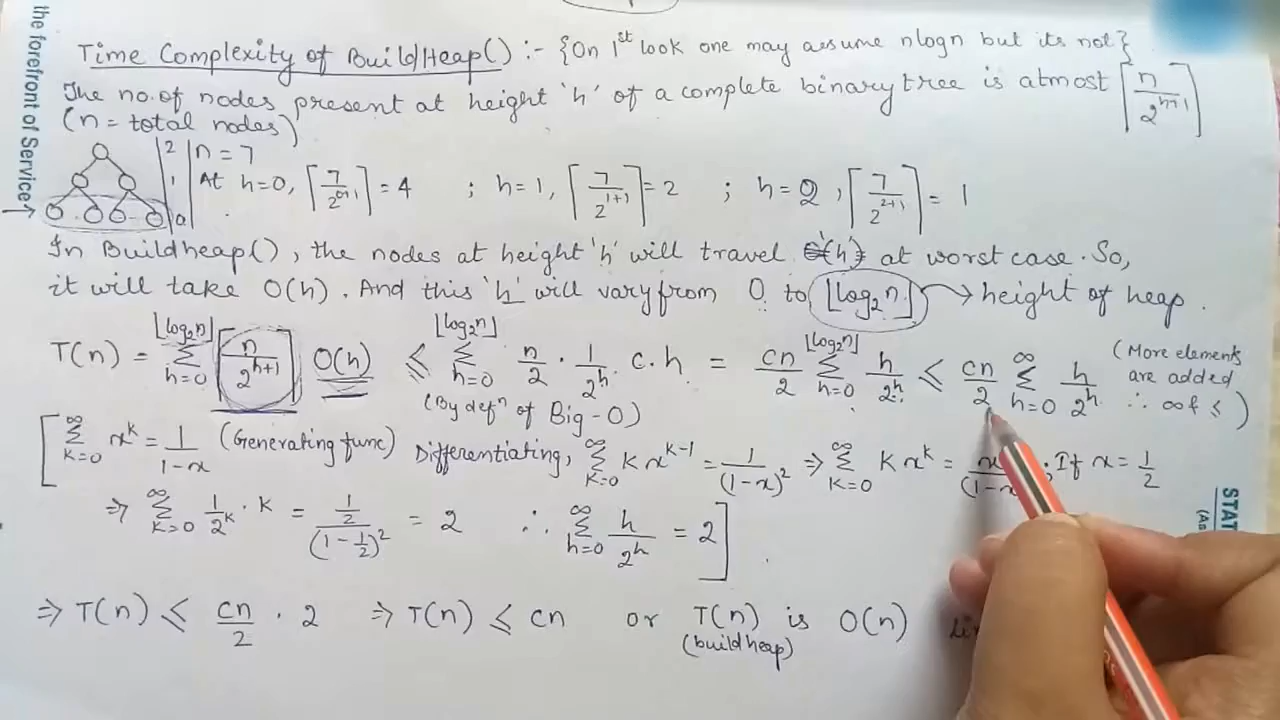 the forefront of Service
Time Complexity of BuildHeap() :- {On 1st look one may assume nlogn but its not}
The no. of nodes present at height 'h' of a complete binary tree is atmost ⌈n/2^(h+1)⌉
(n = total nodes)
2 1 0
n = 7
At h=0, ⌈7/2^(0+1)⌉ = 4 ; h=1, ⌈7/2^(1+1)⌉ = 2 ; h=2, ⌈7/2^(2+1)⌉ = 1
In Buildheap(), the nodes at height 'h' will travel 'h' at worst case. So,
it will take O(h). And this 'h' will vary from 0 to ⌊log₂n⌋ → height of heap.
T(n) = Σ_{h=0}^{⌊log₂n⌋} ⌈n/2^(h+1)⌉ O(h) ≤ Σ_{h=0}^{⌊log₂n⌋} n/2 · 1/2^h · c.h = cn/2 Σ_{h=0}^{⌊log₂n⌋} h/2^h ≤ cn/2 Σ_{h=0}^{∞} h/2^h (More elements are added ∴ ∞ of ≤)
(By defⁿ of Big-O)
[Σ_{k=0}^{∞} x^k = 1/(1-x) (Generating func) Differentiating, Σ_{k=0}^{∞} k x^(k-1) = 1/(1-x)² ⇒ Σ_{k=0}^{∞} k x^k = x/(1-x ; If x = 1/2
⇒ Σ_{k=0}^{∞} 1/2^k · k = (1/2)/(1-1/2)² = 2 ∴ Σ_{h=0}^{∞} h/2^h = 2]
⇒ T(n) ≤ cn/2 · 2 ⇒ T(n) ≤ cn or T(n) is O(n)
(buildheap)
STAT